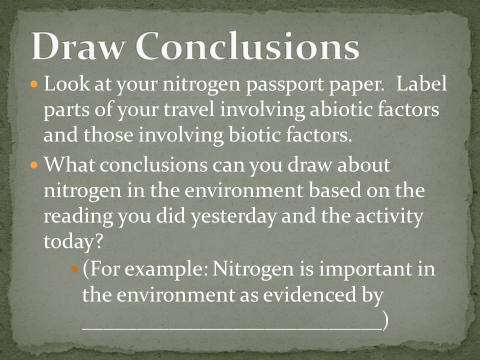 Draw Conclusions
• Look at your nitrogen passport paper.  Label
parts of your travel involving abiotic factors
and those involving biotic factors.
• What conclusions can you draw about
nitrogen in the environment based on the
reading you did yesterday and the activity
today?
• (For example: Nitrogen is important in
the environment as evidenced by
______________________________)